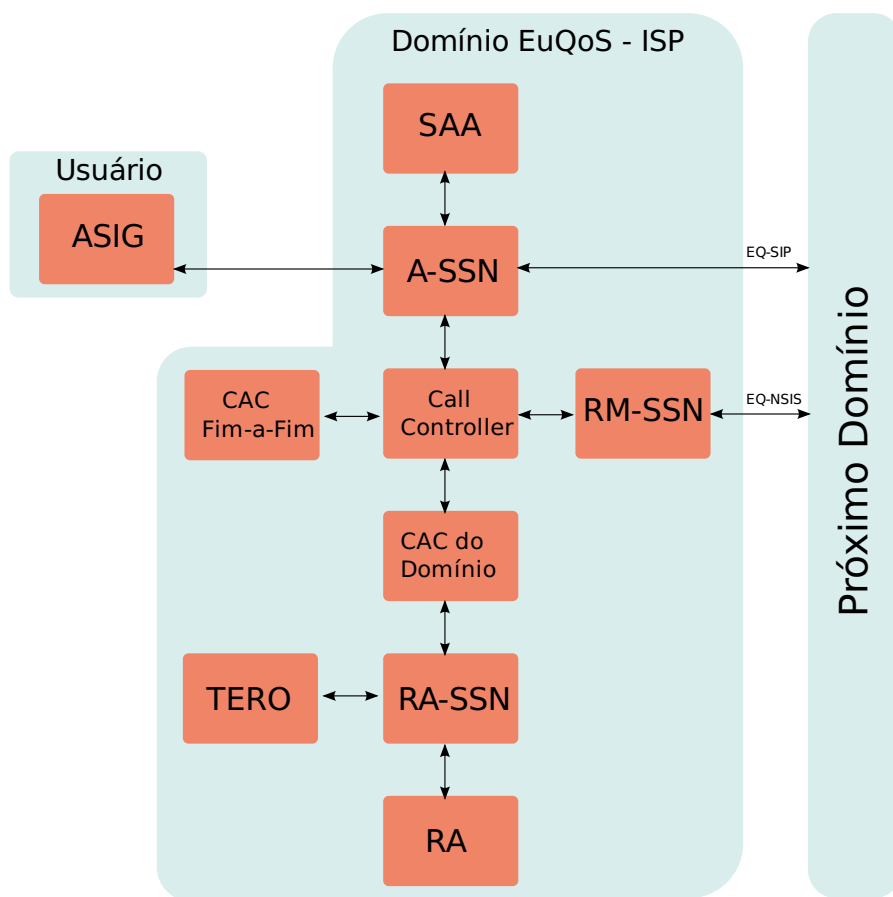 Domínio EuQoS - ISP
SAA
Usuário
ASIG
A-SSN
EQ-SIP
CAC
Fim-a-Fim
Call
Controller
RM-SSN
EQ-NSIS
Próximo Domínio
CAC do
Domínio
TERO
RA-SSN
RA